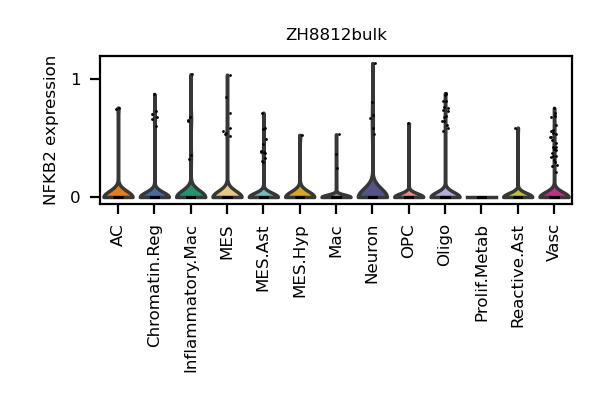 ZH8812bulk
NFKB2 expression
1
0
AC
Chromatin.Reg
Inflammatory.Mac
MES
MES.Ast
MES.Hyp
Mac
Neuron
OPC
Oligo
Prolif.Metab
Reactive.Ast
Vasc